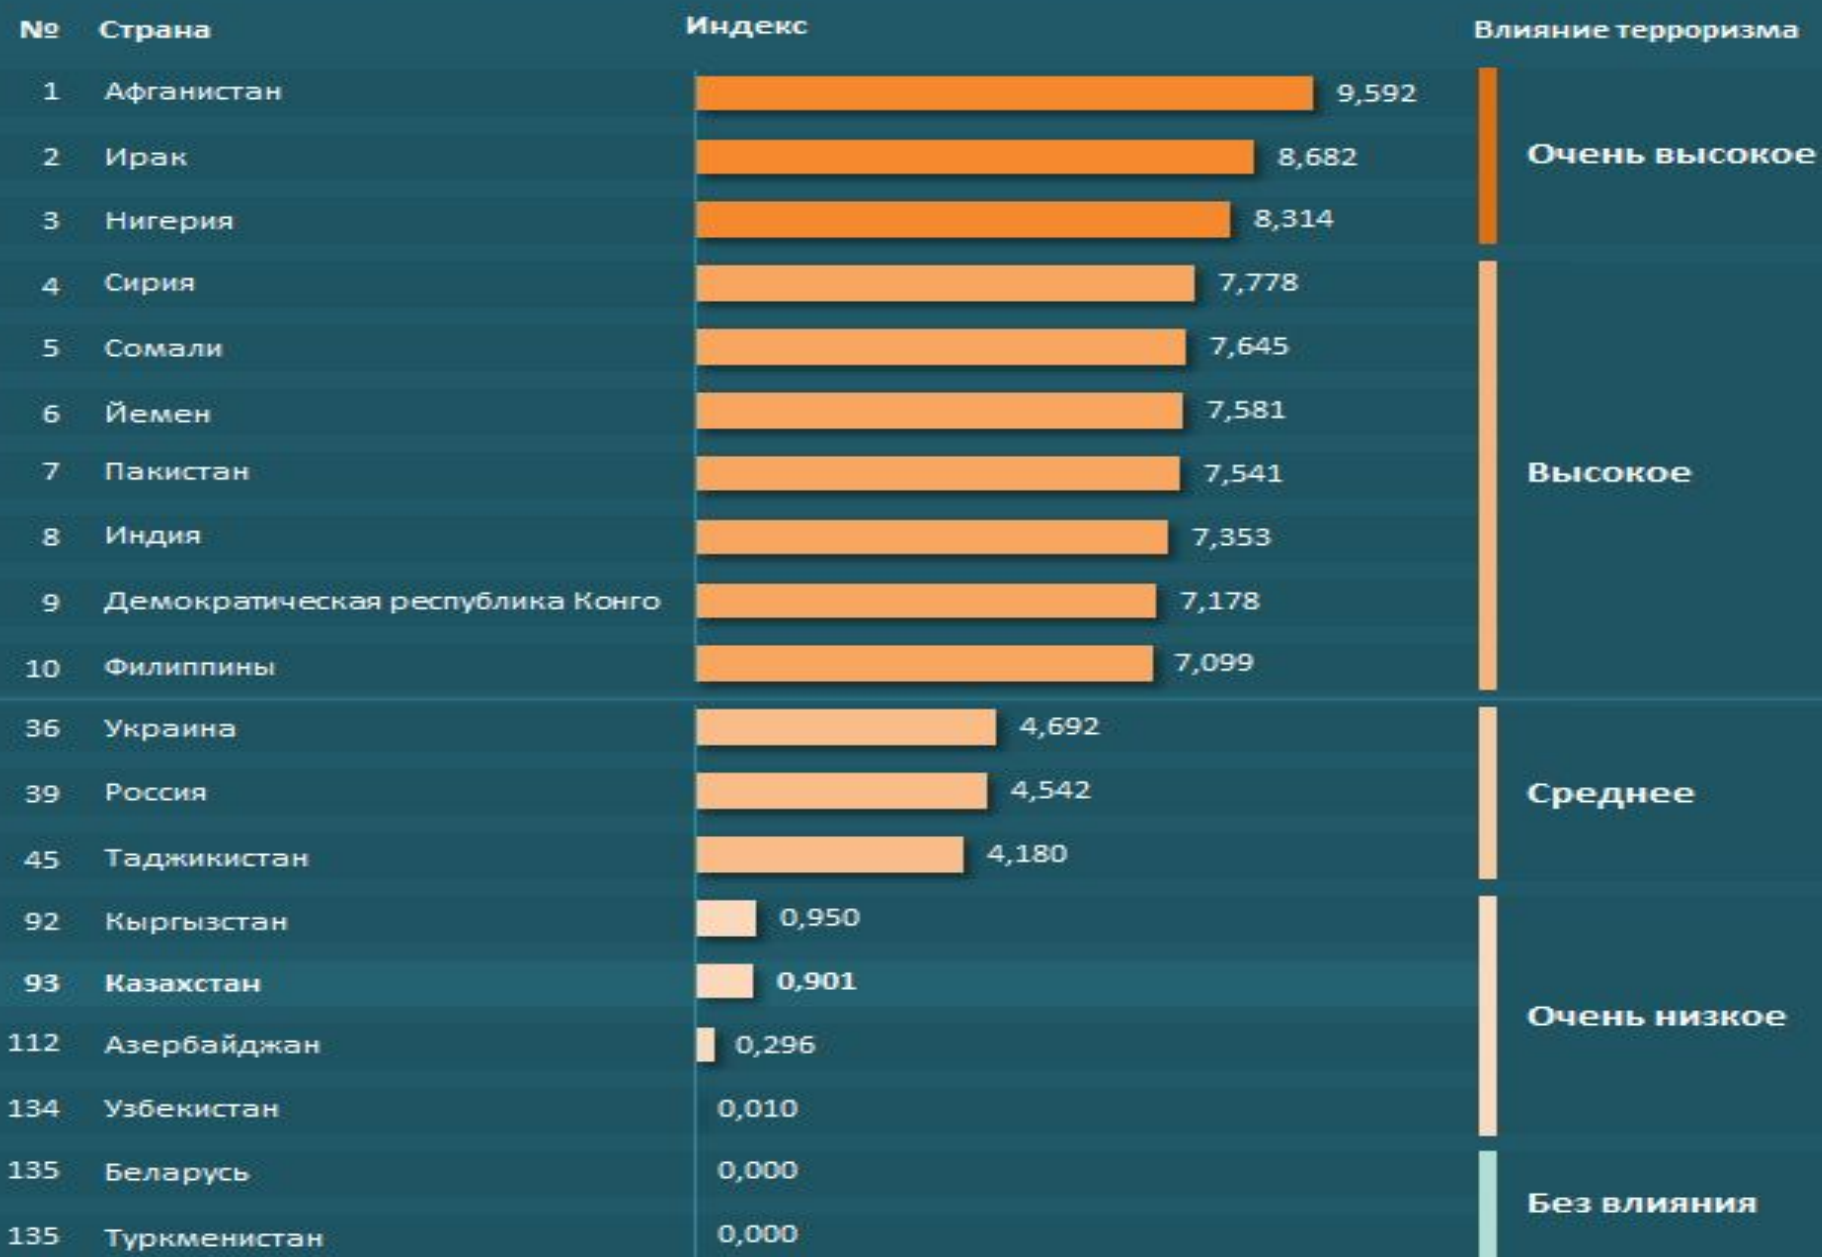 № Страна Индекс Влияние терроризма
1 Афганистан 9,592
2 Ирак 8,682 Очень высокое
3 Нигерия 8,314
4 Сирия 7,778
5 Сомали 7,645
6 Йемен 7,581
7 Пакистан 7,541 Высокое
8 Индия 7,353
9 Демократическая республика Конго 7,178
10 Филиппины 7,099
36 Украина 4,692
39 Россия 4,542 Среднее
45 Таджикистан 4,180
92 Кыргызстан 0,950
93 Казахстан 0,901
Очень низкое
112 Азербайджан 0,296
134 Узбекистан 0,010
135 Беларусь 0,000
Без влияния
135 Туркменистан 0,000